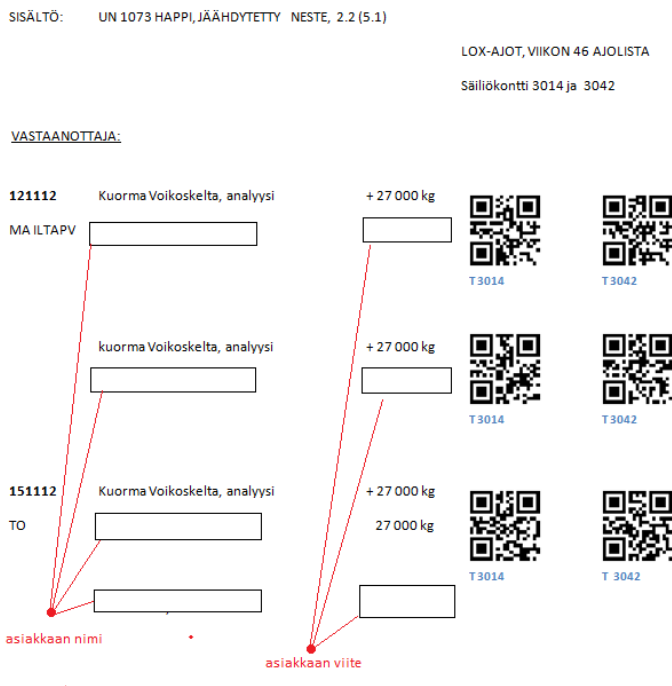 SISÄLTÖ: UN 1073 HAPPI, JÄÄHDYTETTY NESTE, 2.2 (5.1)
LOX-AJOT, VIIKON 46 AJOLISTA
Säiliökontti 3014 ja 3042
VASTAANOTTAJA:
121112 Kuorma Voikoskelta, analyysi + 27 000 kg
MA ILTAPV
T3014 T3042
kuorma Voikoskelta, analyysi + 27 000 kg
T3014 T3042
151112 Kuorma Voikoskelta, analyysi + 27 000 kg
TO 27 000 kg
T3014 T 3042
asiakkaan nimi
asiakkaan viite